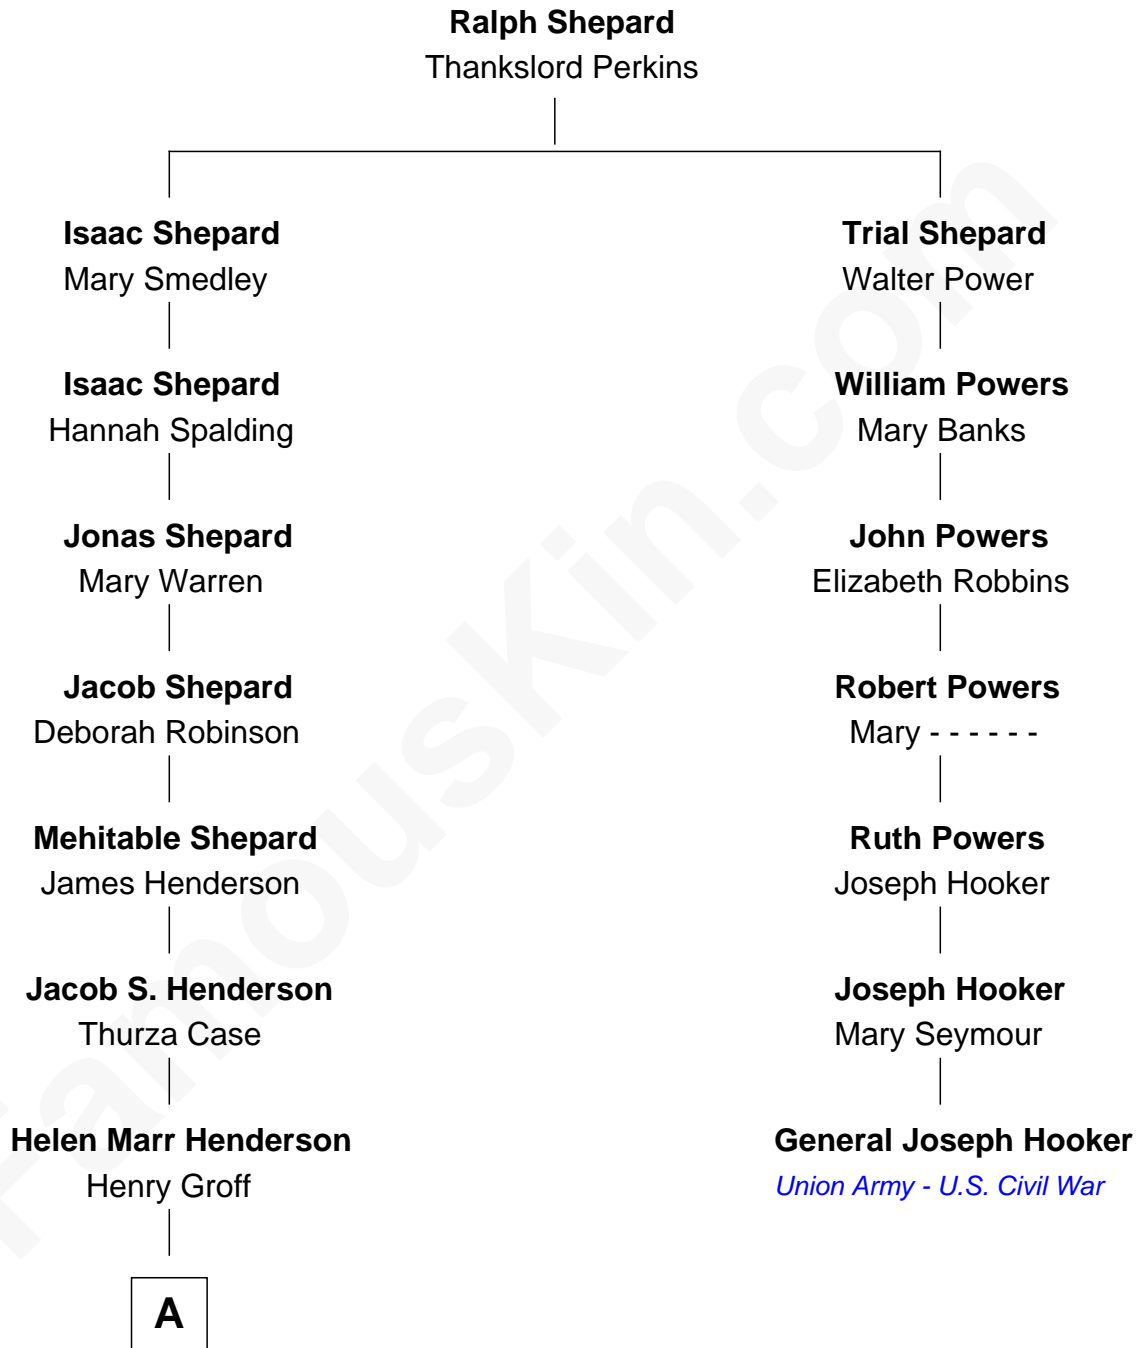 Ralph Shepard
Thankslord Perkins
Isaac Shepard
Mary Smedley
Trial Shepard
Walter Power
Isaac Shepard
Hannah Spalding
William Powers
Mary Banks
Jonas Shepard
Mary Warren
John Powers
Elizabeth Robbins
Jacob Shepard
Deborah Robinson
Robert Powers
Mary - - - - - -
Mehitable Shepard
James Henderson
Ruth Powers
Joseph Hooker
Jacob S. Henderson
Thurza Case
Joseph Hooker
Mary Seymour
Helen Marr Henderson
Henry Groff
General Joseph Hooker
Union Army - U.S. Civil War
A
FamousKin.com